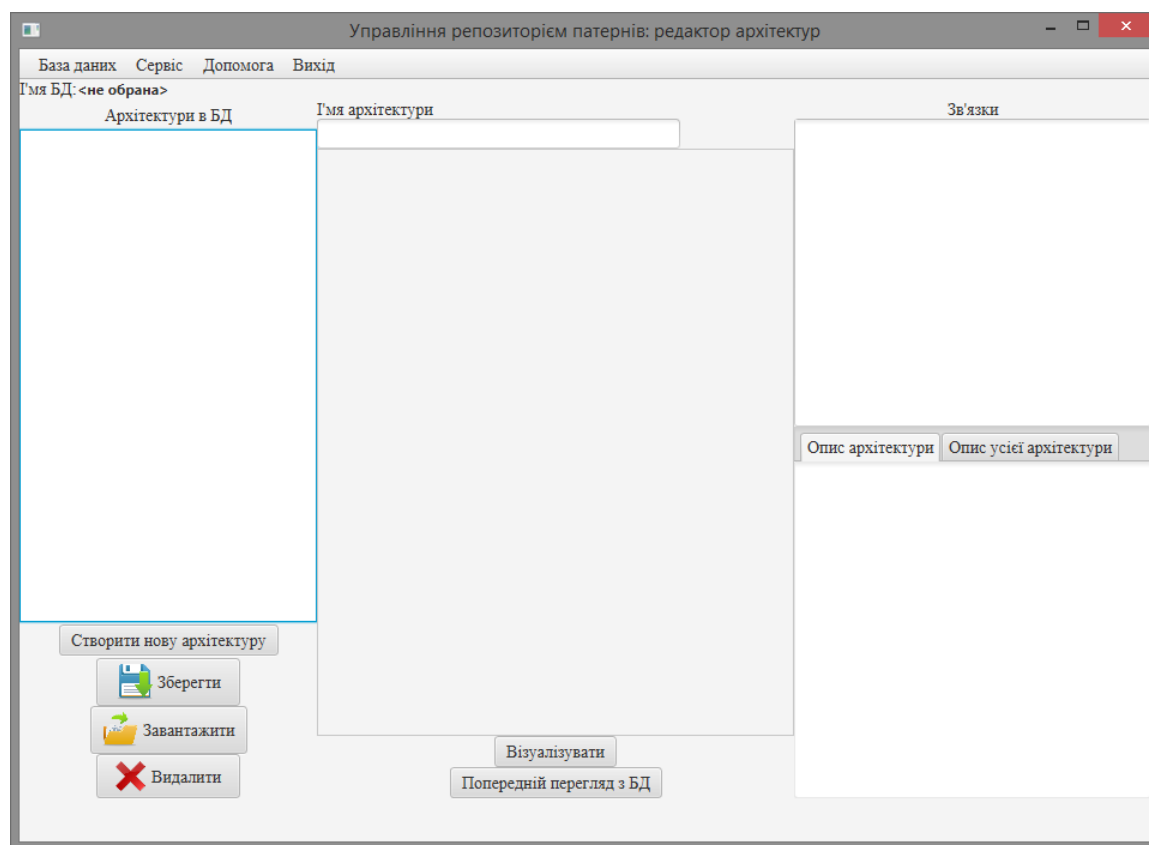 Управління репозиторієм патернів: редактор архітектур
База даних Сервіс Допомога Вихід
І'мя БД: <не обрана>
Архітектури в БД
І'мя архітектури
Зв'язки
Опис архітектури Опис усієї архітектури
Створити нову архітектуру
Зберегти
Завантажити
Видалити
Візуалізувати
Попередній перегляд з БД